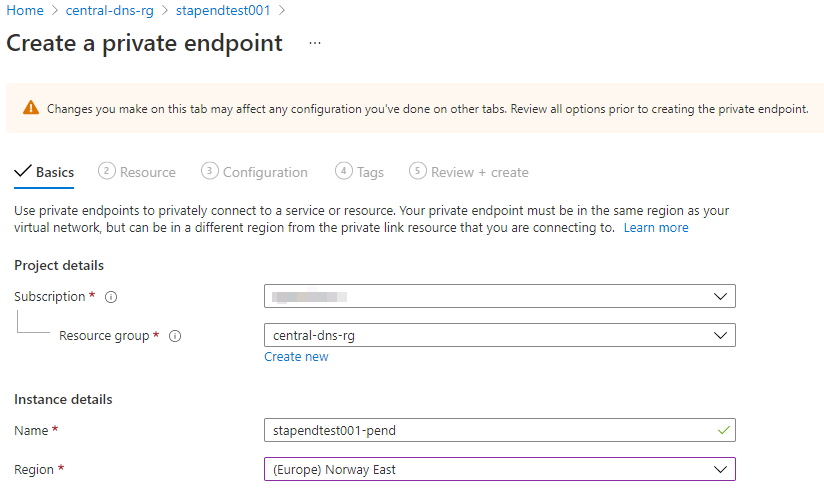 Home > central-dns-rg > stapendtest001 >
Create a private endpoint ...
Changes you make on this tab may affect any configuration you've done on other tabs. Review all options prior to creating the private endpoint.
Basics 2 Resource 3 Configuration 4 Tags 5 Review + create
Use private endpoints to privately connect to a service or resource. Your private endpoint must be in the same region as your
virtual network, but can be in a different region from the private link resource that you are connecting to. Learn more
Project details
Subscription *
Resource group * central-dns-rg
Create new
Instance details
Name * stapendtest001-pend
Region * (Europe) Norway East